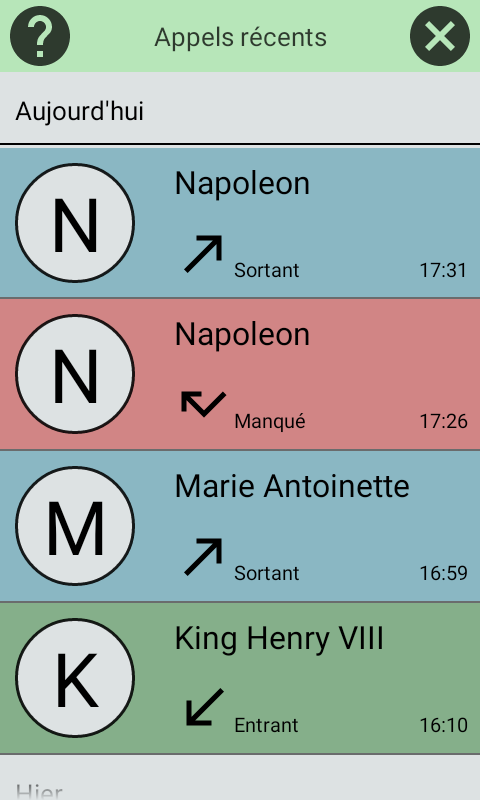 ?
Appels récents
Aujourd'hui
N
Napoleon
Sortant 17:31
N
Napoleon
Manqué 17:26
M
Marie Antoinette
Sortant 16:59
K
King Henry VIII
Entrant 16:10
Hier